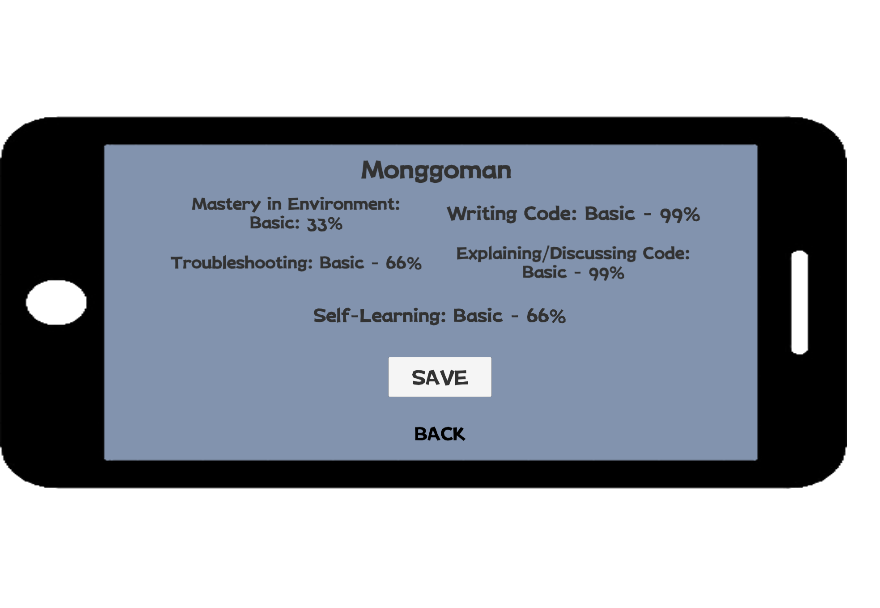 Monggoman
Mastery in Environment:
Basic: 33%
Writing Code: Basic - 99%
Troubleshooting: Basic - 66%
Explaining/Discussing Code:
Basic - 99%
Self-Learning: Basic - 66%
SAVE
BACK